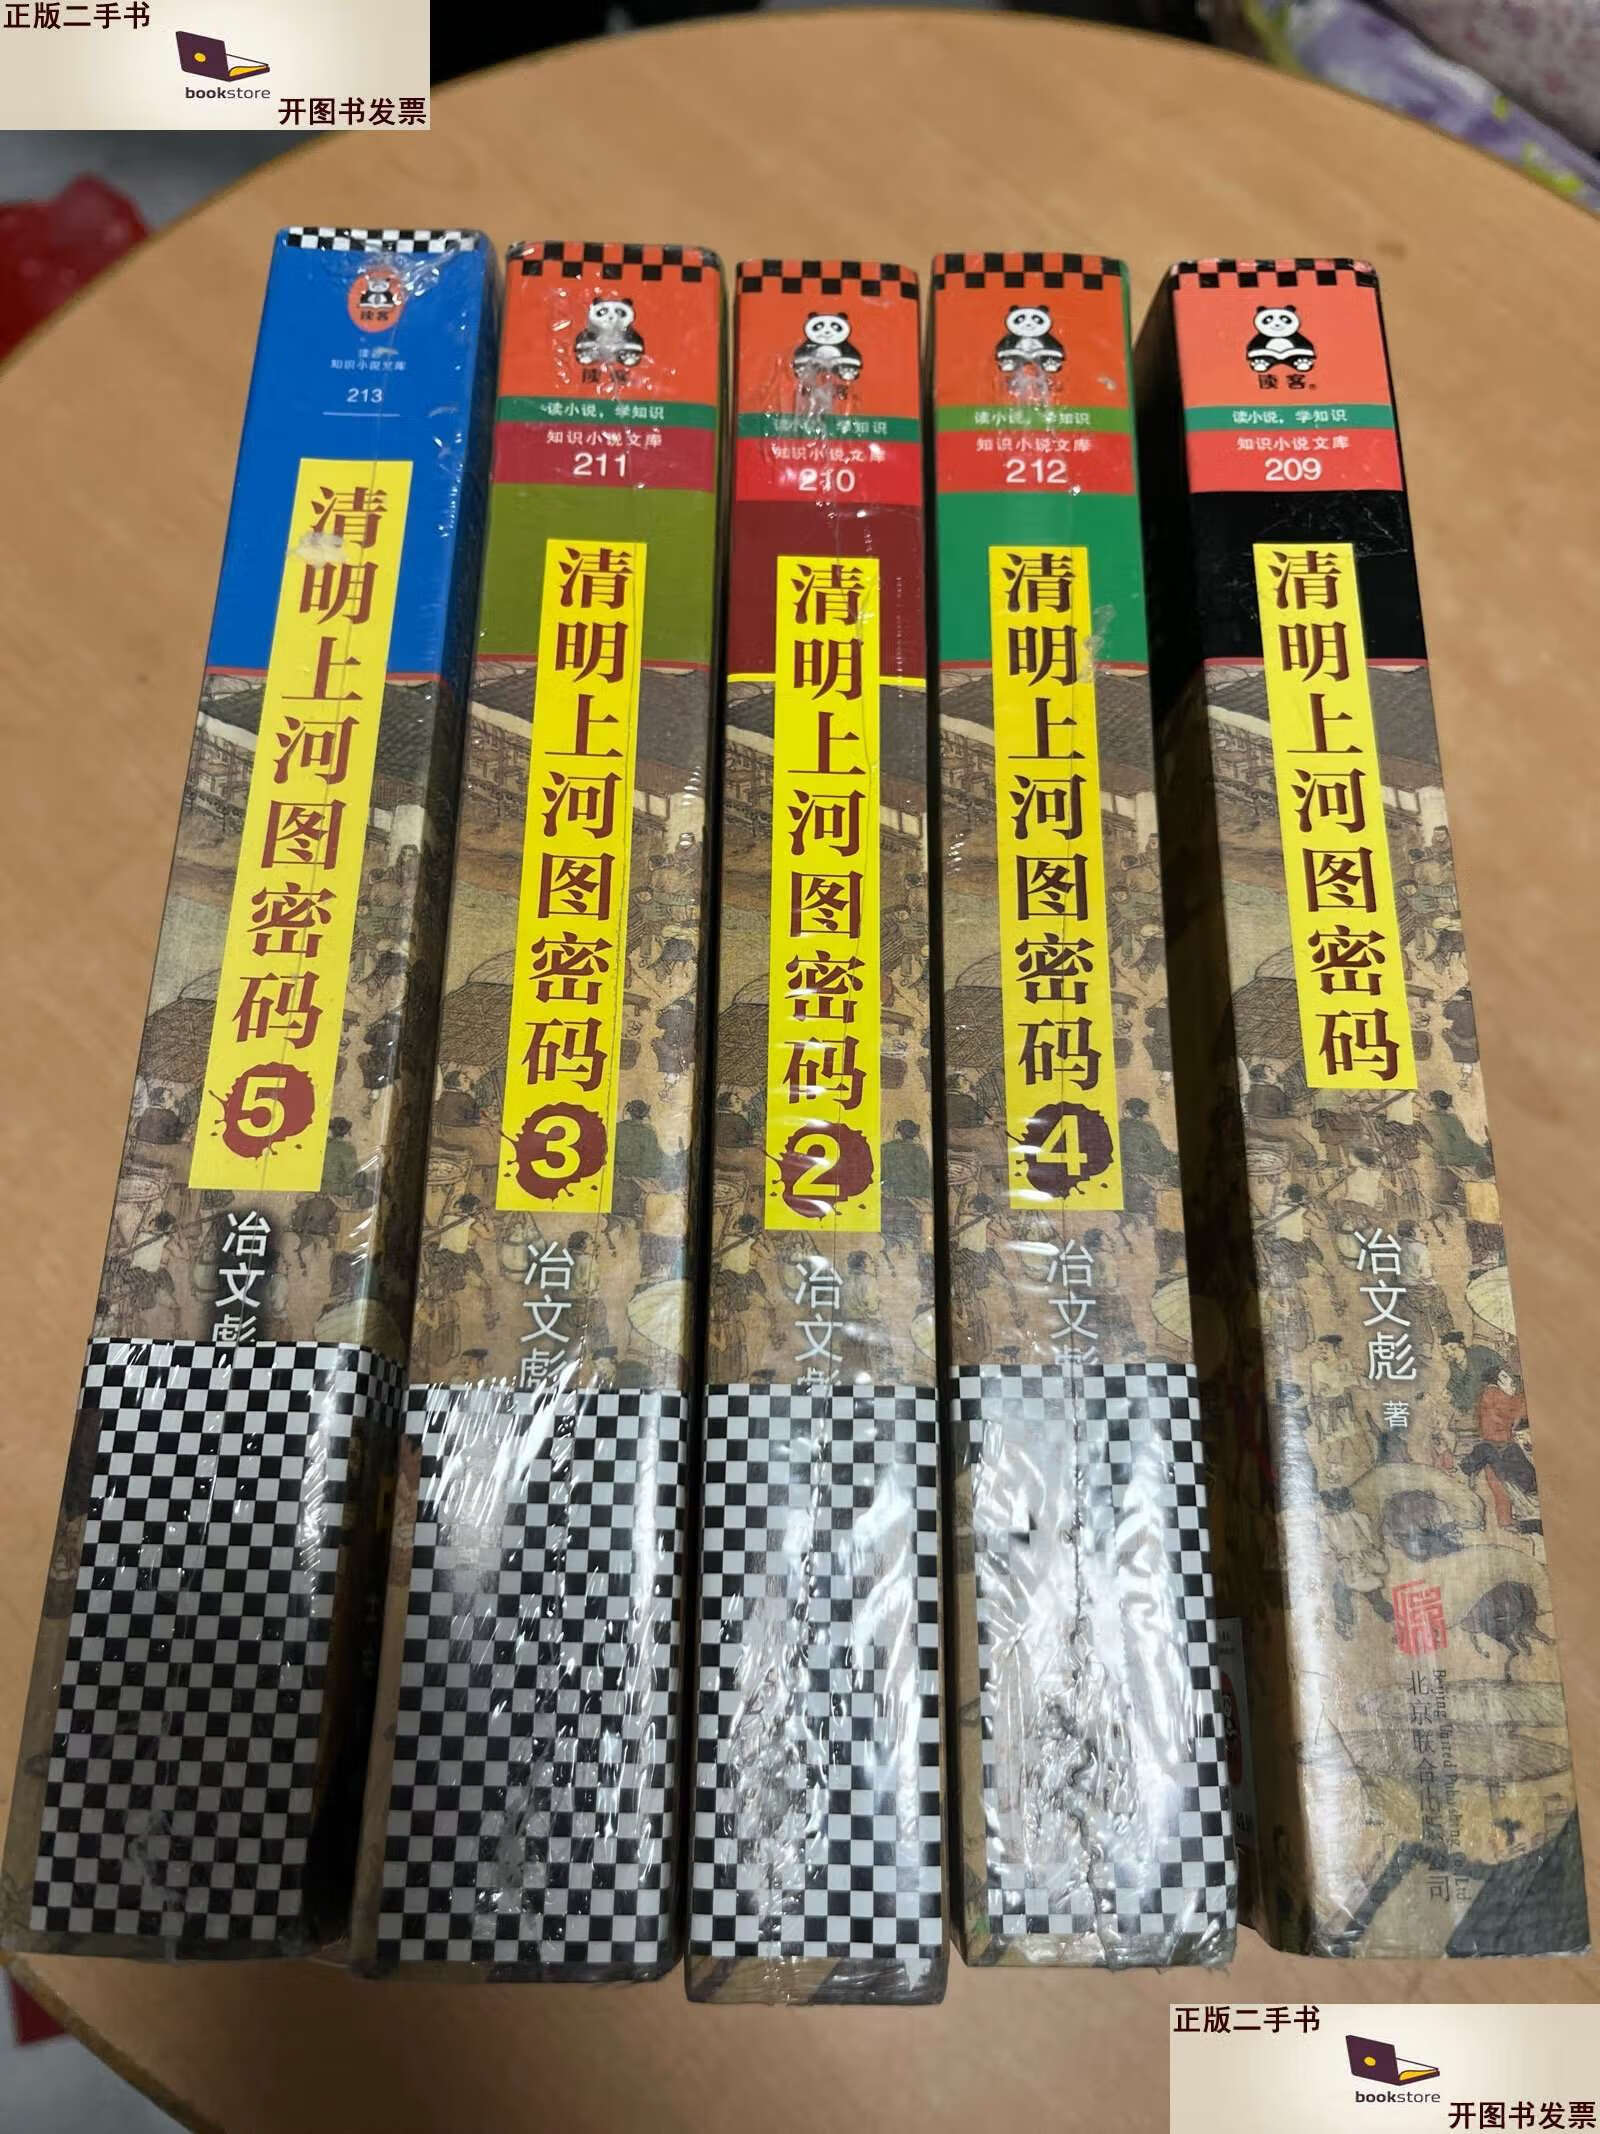 正版二手书
bookstore
开图书发票
读客
知识小说文库
213
清明上河图密码
5
冶文彪
读客
读小说，学知识
知识小说文库
211
清明上河图密码
3
冶文彪
读客
读小说，学知识
知识小说文库
210
清明上河图密码
2
冶文彪
读小说，学知识
知识小说文库
212
清明上河图密码
4
冶文彪
读客
读小说，学知识
知识小说文库
209
清明上河图密码
冶文彪
著
正版二手书
bookstore
开图书发票